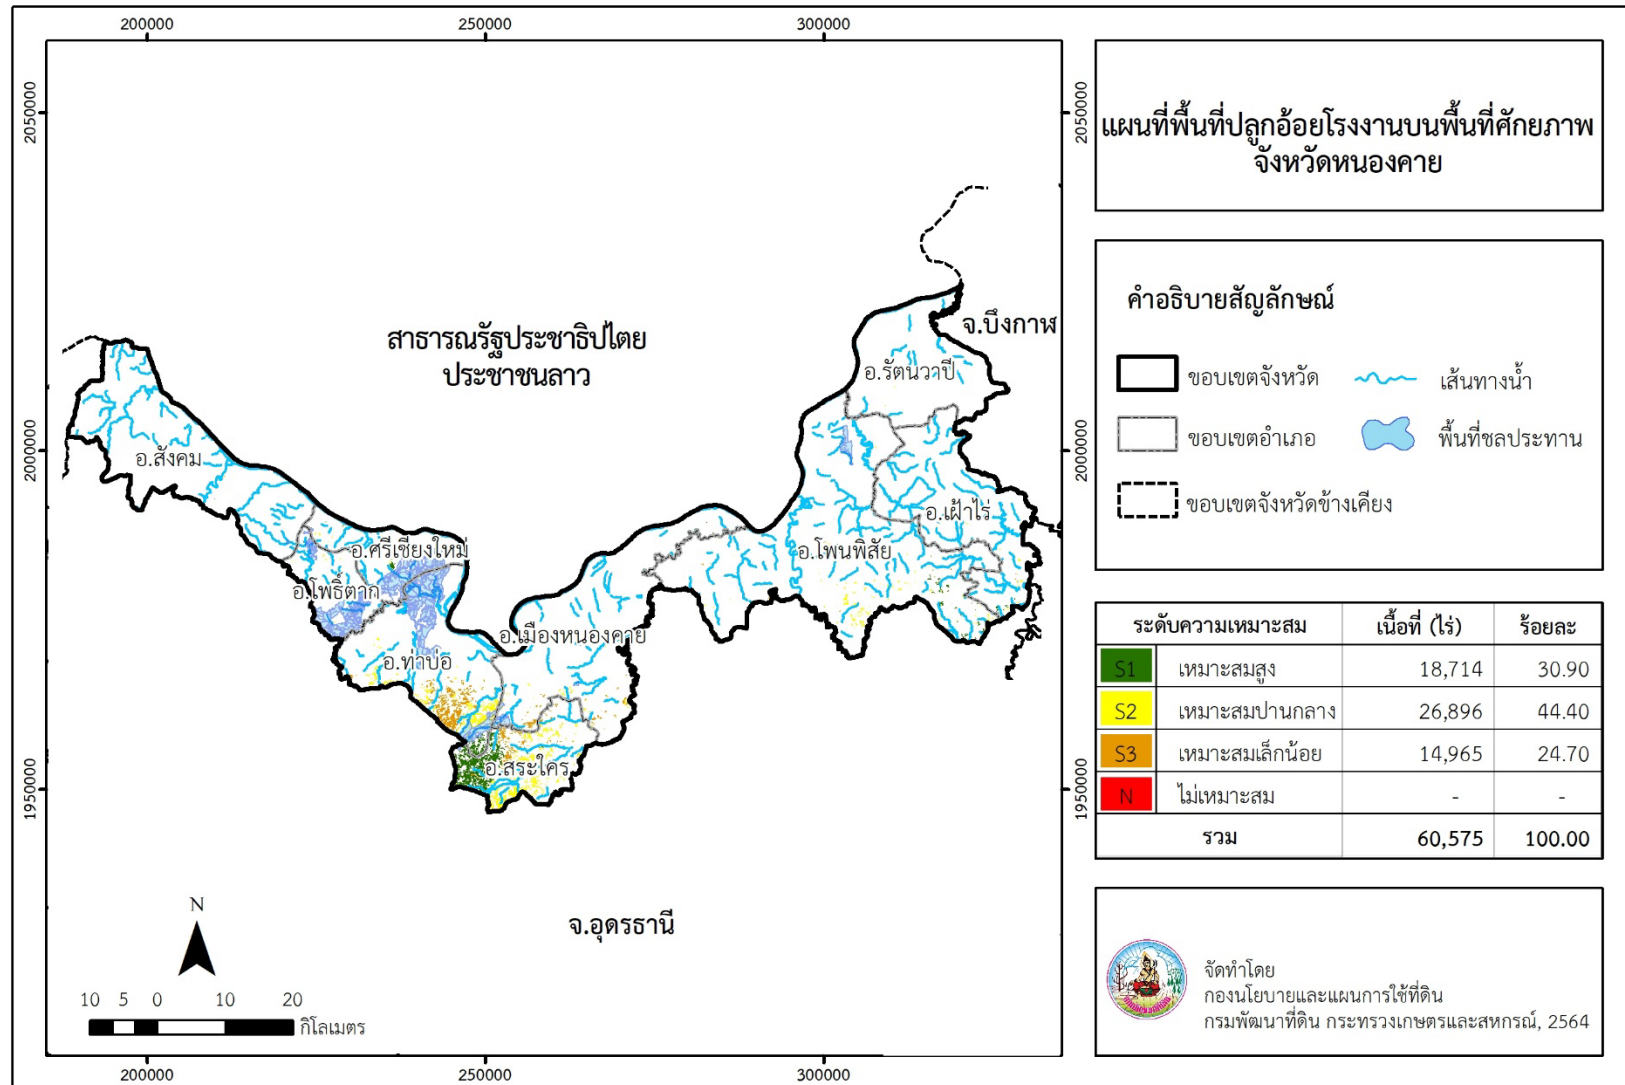 200000
250000
300000
2050000
2050000
แผนที่พื้นที่ปลูกอ้อยโรงงานบนพื้นที่ศักยภาพ
จังหวัดหนองคาย
คำอธิบายสัญลักษณ์
ขอบเขตจังหวัด
เส้นทางน้ำ
ขอบเขตอำเภอ
พื้นที่ชลประทาน
ขอบเขตจังหวัดข้างเคียง
สาธารณรัฐประชาธิปไตย
ประชาชนลาว
จ.บึงกาฬ
อ.รัตนวาปี
2000000
2000000
อ.สังคม
อ.เฝ้าไร่
อ.ศรีเชียงใหม่
อ.โพนพิสัย
อ.โพธิ์ตาก
อ.เมืองหนองคาย
อ.ท่าบ่อ
อ.สระใคร
1950000
1950000
จ.อุดรธานี
ระดับความเหมาะสม เนื้อที่ (ไร่) ร้อยละ
S1 เหมาะสมสูง 18,714 30.90
S2 เหมาะสมปานกลาง 26,896 44.40
S3 เหมาะสมเล็กน้อย 14,965 24.70
N ไม่เหมาะสม - -
รวม 60,575 100.00
N
10 5 0 10 20
กิโลเมตร
จัดทำโดย
กองนโยบายและแผนการใช้ที่ดิน
กรมพัฒนาที่ดิน กระทรวงเกษตรและสหกรณ์, 2564
200000
250000
300000